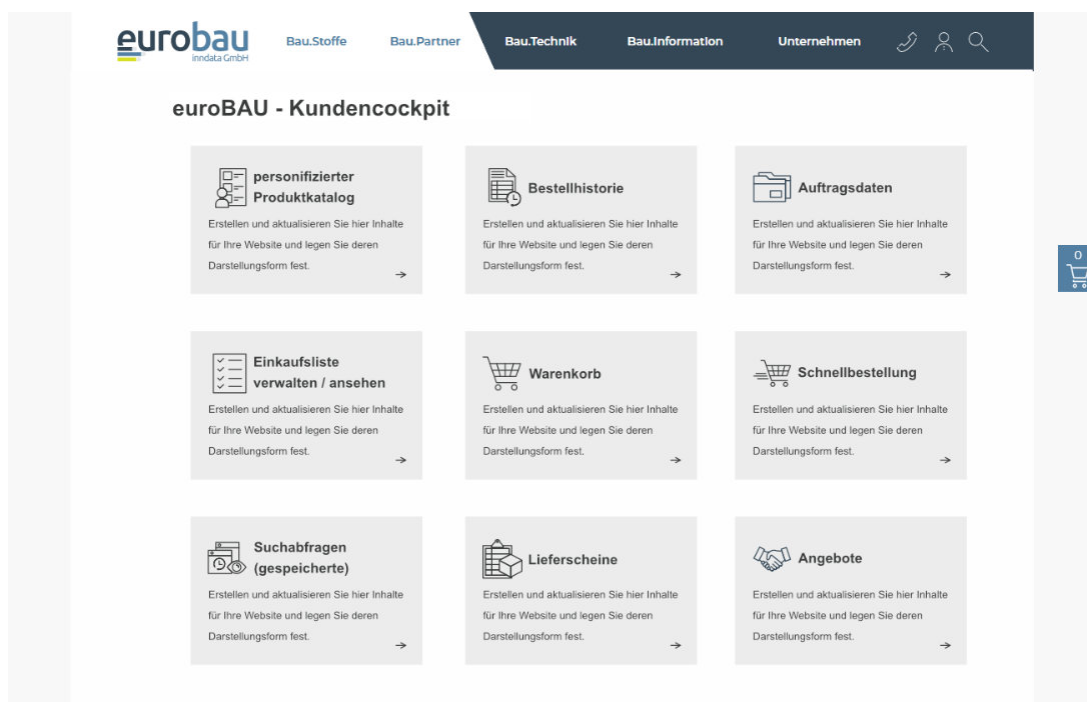 eurobau
inndata GmbH
Bau.Stoffe
Bau.Partner
Bau.Technik
Bau.Information
Unternehmen
euroBAU - Kundencockpit
0
personifizierter
Produktkatalog
Erstellen und aktualisieren Sie hier Inhalte
für Ihre Website und legen Sie deren
Darstellungsform fest.
Bestellhistorie
Erstellen und aktualisieren Sie hier Inhalte
für Ihre Website und legen Sie deren
Darstellungsform fest.
Auftragsdaten
Erstellen und aktualisieren Sie hier Inhalte
für Ihre Website und legen Sie deren
Darstellungsform fest.
Einkaufsliste
verwalten / ansehen
Erstellen und aktualisieren Sie hier Inhalte
für Ihre Website und legen Sie deren
Darstellungsform fest.
Warenkorb
Erstellen und aktualisieren Sie hier Inhalte
für Ihre Website und legen Sie deren
Darstellungsform fest.
Schnellbestellung
Erstellen und aktualisieren Sie hier Inhalte
für Ihre Website und legen Sie deren
Darstellungsform fest.
Suchabfragen
(gespeicherte)
Erstellen und aktualisieren Sie hier Inhalte
für Ihre Website und legen Sie deren
Darstellungsform fest.
Lieferscheine
Erstellen und aktualisieren Sie hier Inhalte
für Ihre Website und legen Sie deren
Darstellungsform fest.
Angebote
Erstellen und aktualisieren Sie hier Inhalte
für Ihre Website und legen Sie deren
Darstellungsform fest.